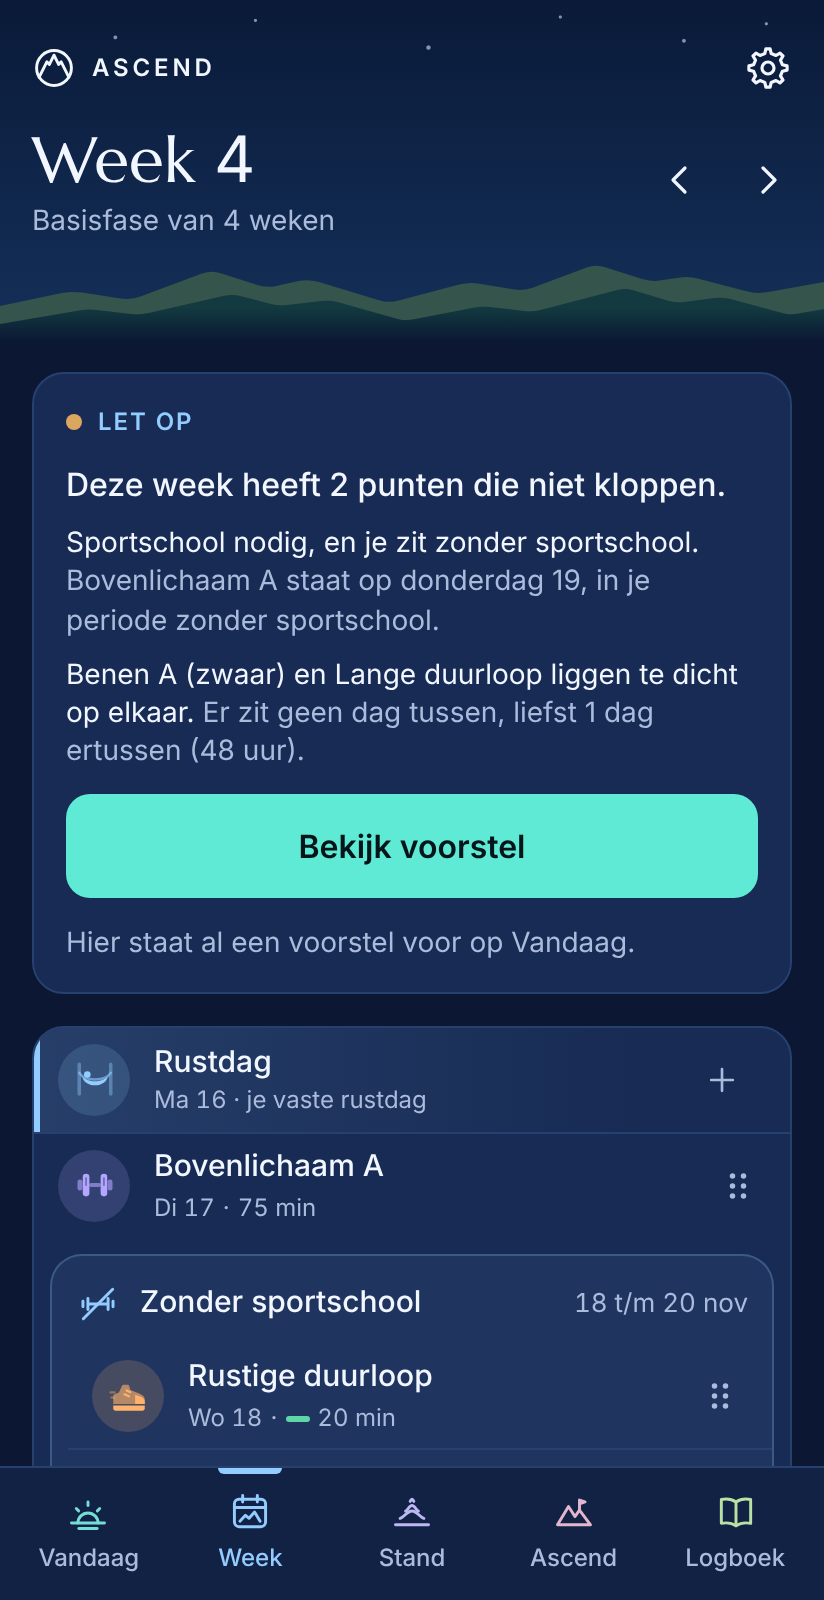 ASCEND
Week 4
Basisfase van 4 weken
LET OP
Deze week heeft 2 punten die niet kloppen.
Sportschool nodig, en je zit zonder sportschool.
Bovenlichaam A staat op donderdag 19, in je
periode zonder sportschool.
Benen A (zwaar) en Lange duurloop liggen te dicht
op elkaar. Er zit geen dag tussen, liefst 1 dag
ertussen (48 uur).
Bekijk voorstel
Hier staat al een voorstel voor op Vandaag.
Rustdag
Ma 16 · je vaste rustdag
Bovenlichaam A
Di 17 · 75 min
Zonder sportschool 18 t/m 20 nov
Rustige duurloop
Wo 18 · 20 min
Vandaag Week Stand Ascend Logboek